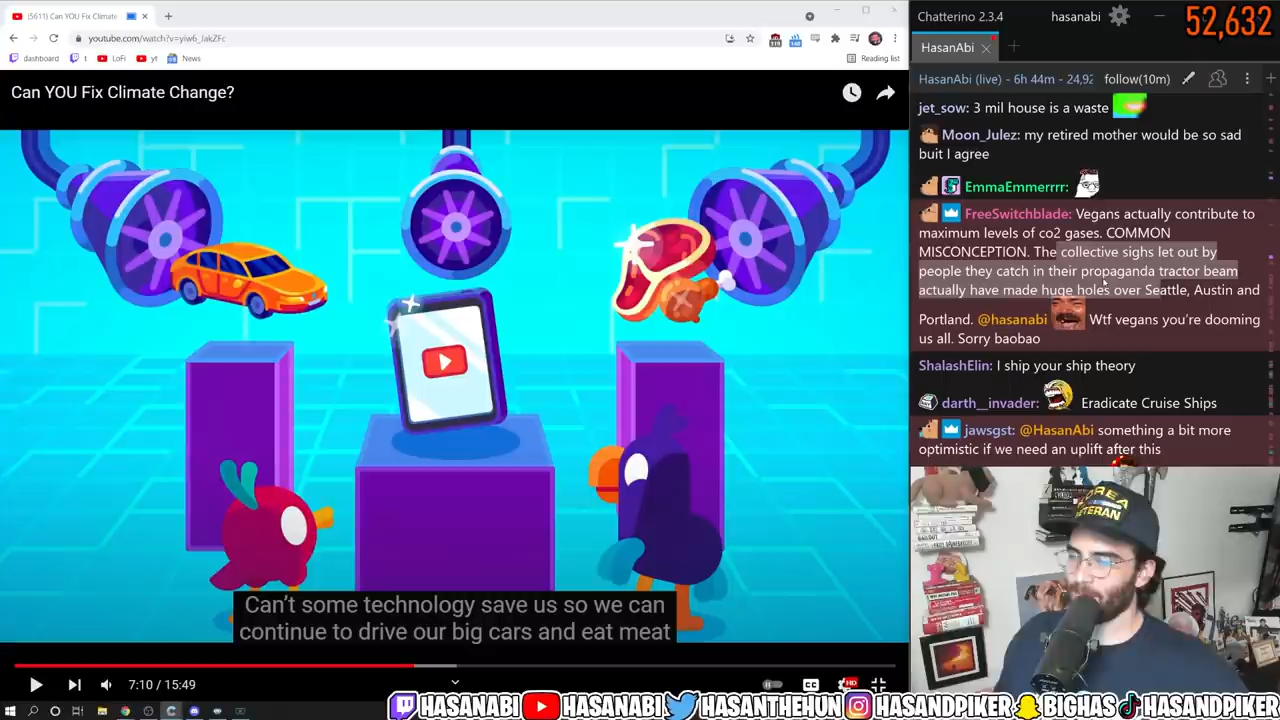 (5611) Can YOU Fix Climate
youtube.com/watch?v=yiw6_JakZFc
dashboard
t
LoFi
yt
News
Reading list
Can YOU Fix Climate Change?
Can't some technology save us so we can
continue to drive our big cars and eat meat
7:10 / 15:49
CC
HD
Chatterino 2.3.4
hasanabi
52,632
HasanAbi
HasanAbi (live) - 6h 44m - 24,92
follow(10m)
jet_sow: 3 mil house is a waste
Moon_Julez: my retired mother would be so sad
buit I agree
EmmaEmmerrrr:
FreeSwitchblade: Vegans actually contribute to
maximum levels of co2 gases. COMMON
MISCONCEPTION. The collective sighs let out by
people they catch in their propaganda tractor beam
actually have made huge holes over Seattle, Austin and
Portland. @hasanabi Wtf vegans you're dooming
us all. Sorry baobao
ShalashElin: I ship your ship theory
darth__invader: Eradicate Cruise Ships
jawsgst: @HasanAbi something a bit more
optimistic if we need an uplift after this
KOREA
VETERAN
HASANABI HASANABI HASANTHEHUN HASANDPIKER BIGHAS HASANDPIKER